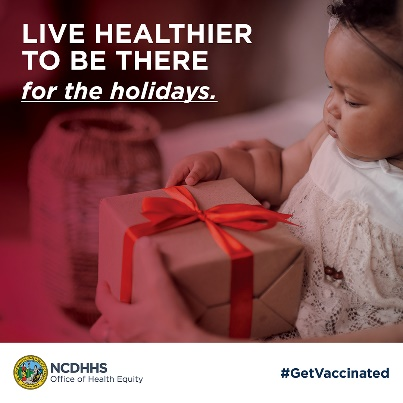 LIVE HEALTHIER
TO BE THERE
for the holidays.
NCDHHS
Office of Health Equity
#GetVaccinated